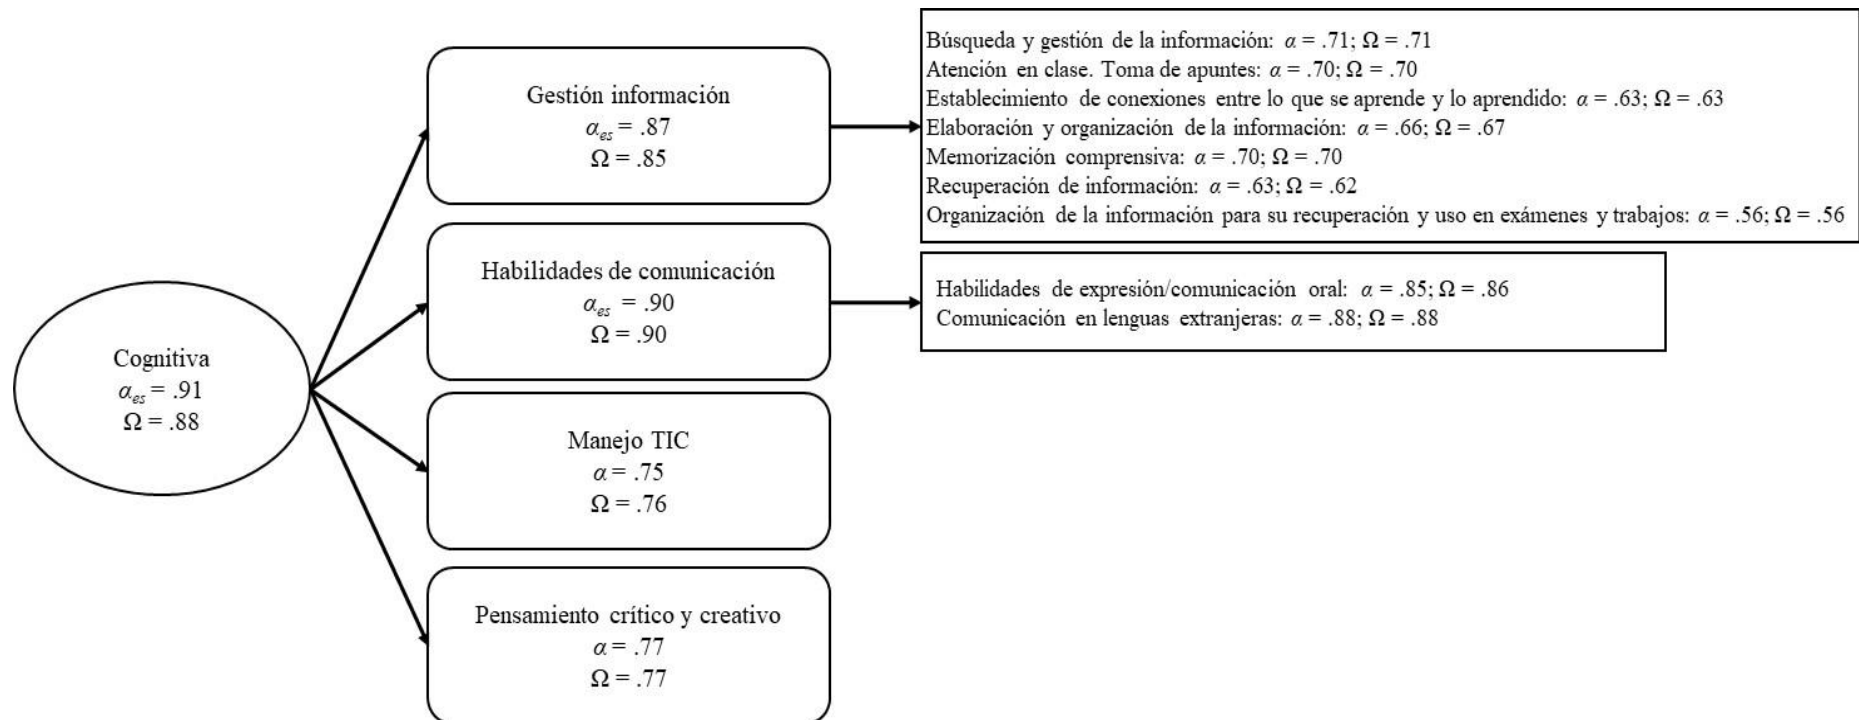 Cognitiva
αes = .91
Ω = .88
Gestión información
αes = .87
Ω = .85
Búsqueda y gestión de la información: α = .71; Ω = .71
Atención en clase. Toma de apuntes: α = .70; Ω = .70
Establecimiento de conexiones entre lo que se aprende y lo aprendido: α = .63; Ω = .63
Elaboración y organización de la información: α = .66; Ω = .67
Memorización comprensiva: α = .70; Ω = .70
Recuperación de información: α = .63; Ω = .62
Organización de la información para su recuperación y uso en exámenes y trabajos: α = .56; Ω = .56
Habilidades de comunicación
αes = .90
Ω = .90
Habilidades de expresión/comunicación oral: α = .85; Ω = .86
Comunicación en lenguas extranjeras: α = .88; Ω = .88
Manejo TIC
α = .75
Ω = .76
Pensamiento crítico y creativo
α = .77
Ω = .77